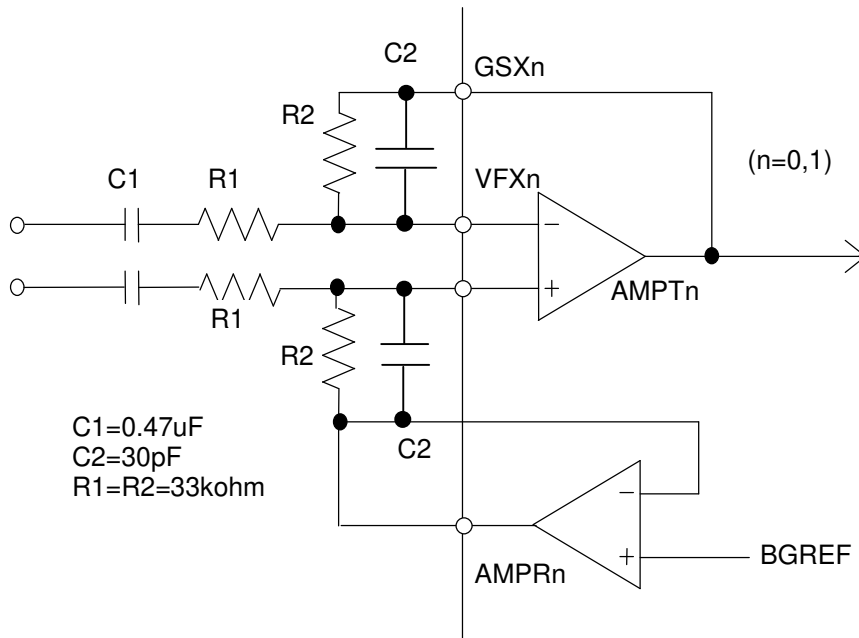 C2
GSXn
R2
(n=0,1)
C1
R1
VFXn
−
+
AMPTn
R1
R2
C1=0.47uF
C2=30pF
R1=R2=33kohm
C2
−
+
BGREF
AMPRn